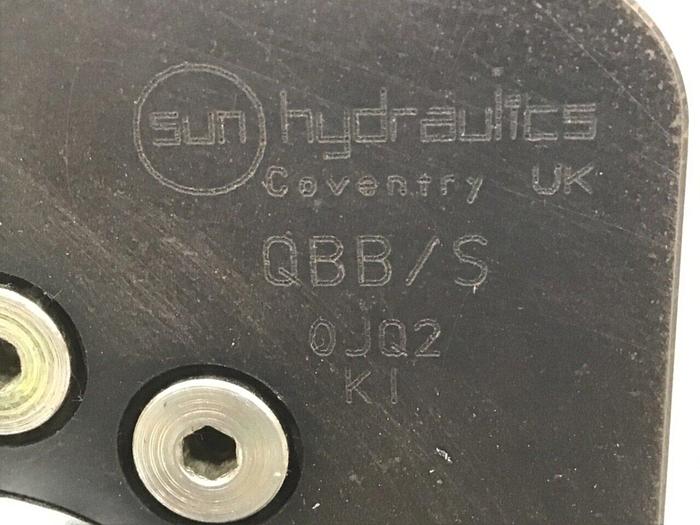 sun hydraulics
Coventry UK
QBB/S
0JQ2
KI